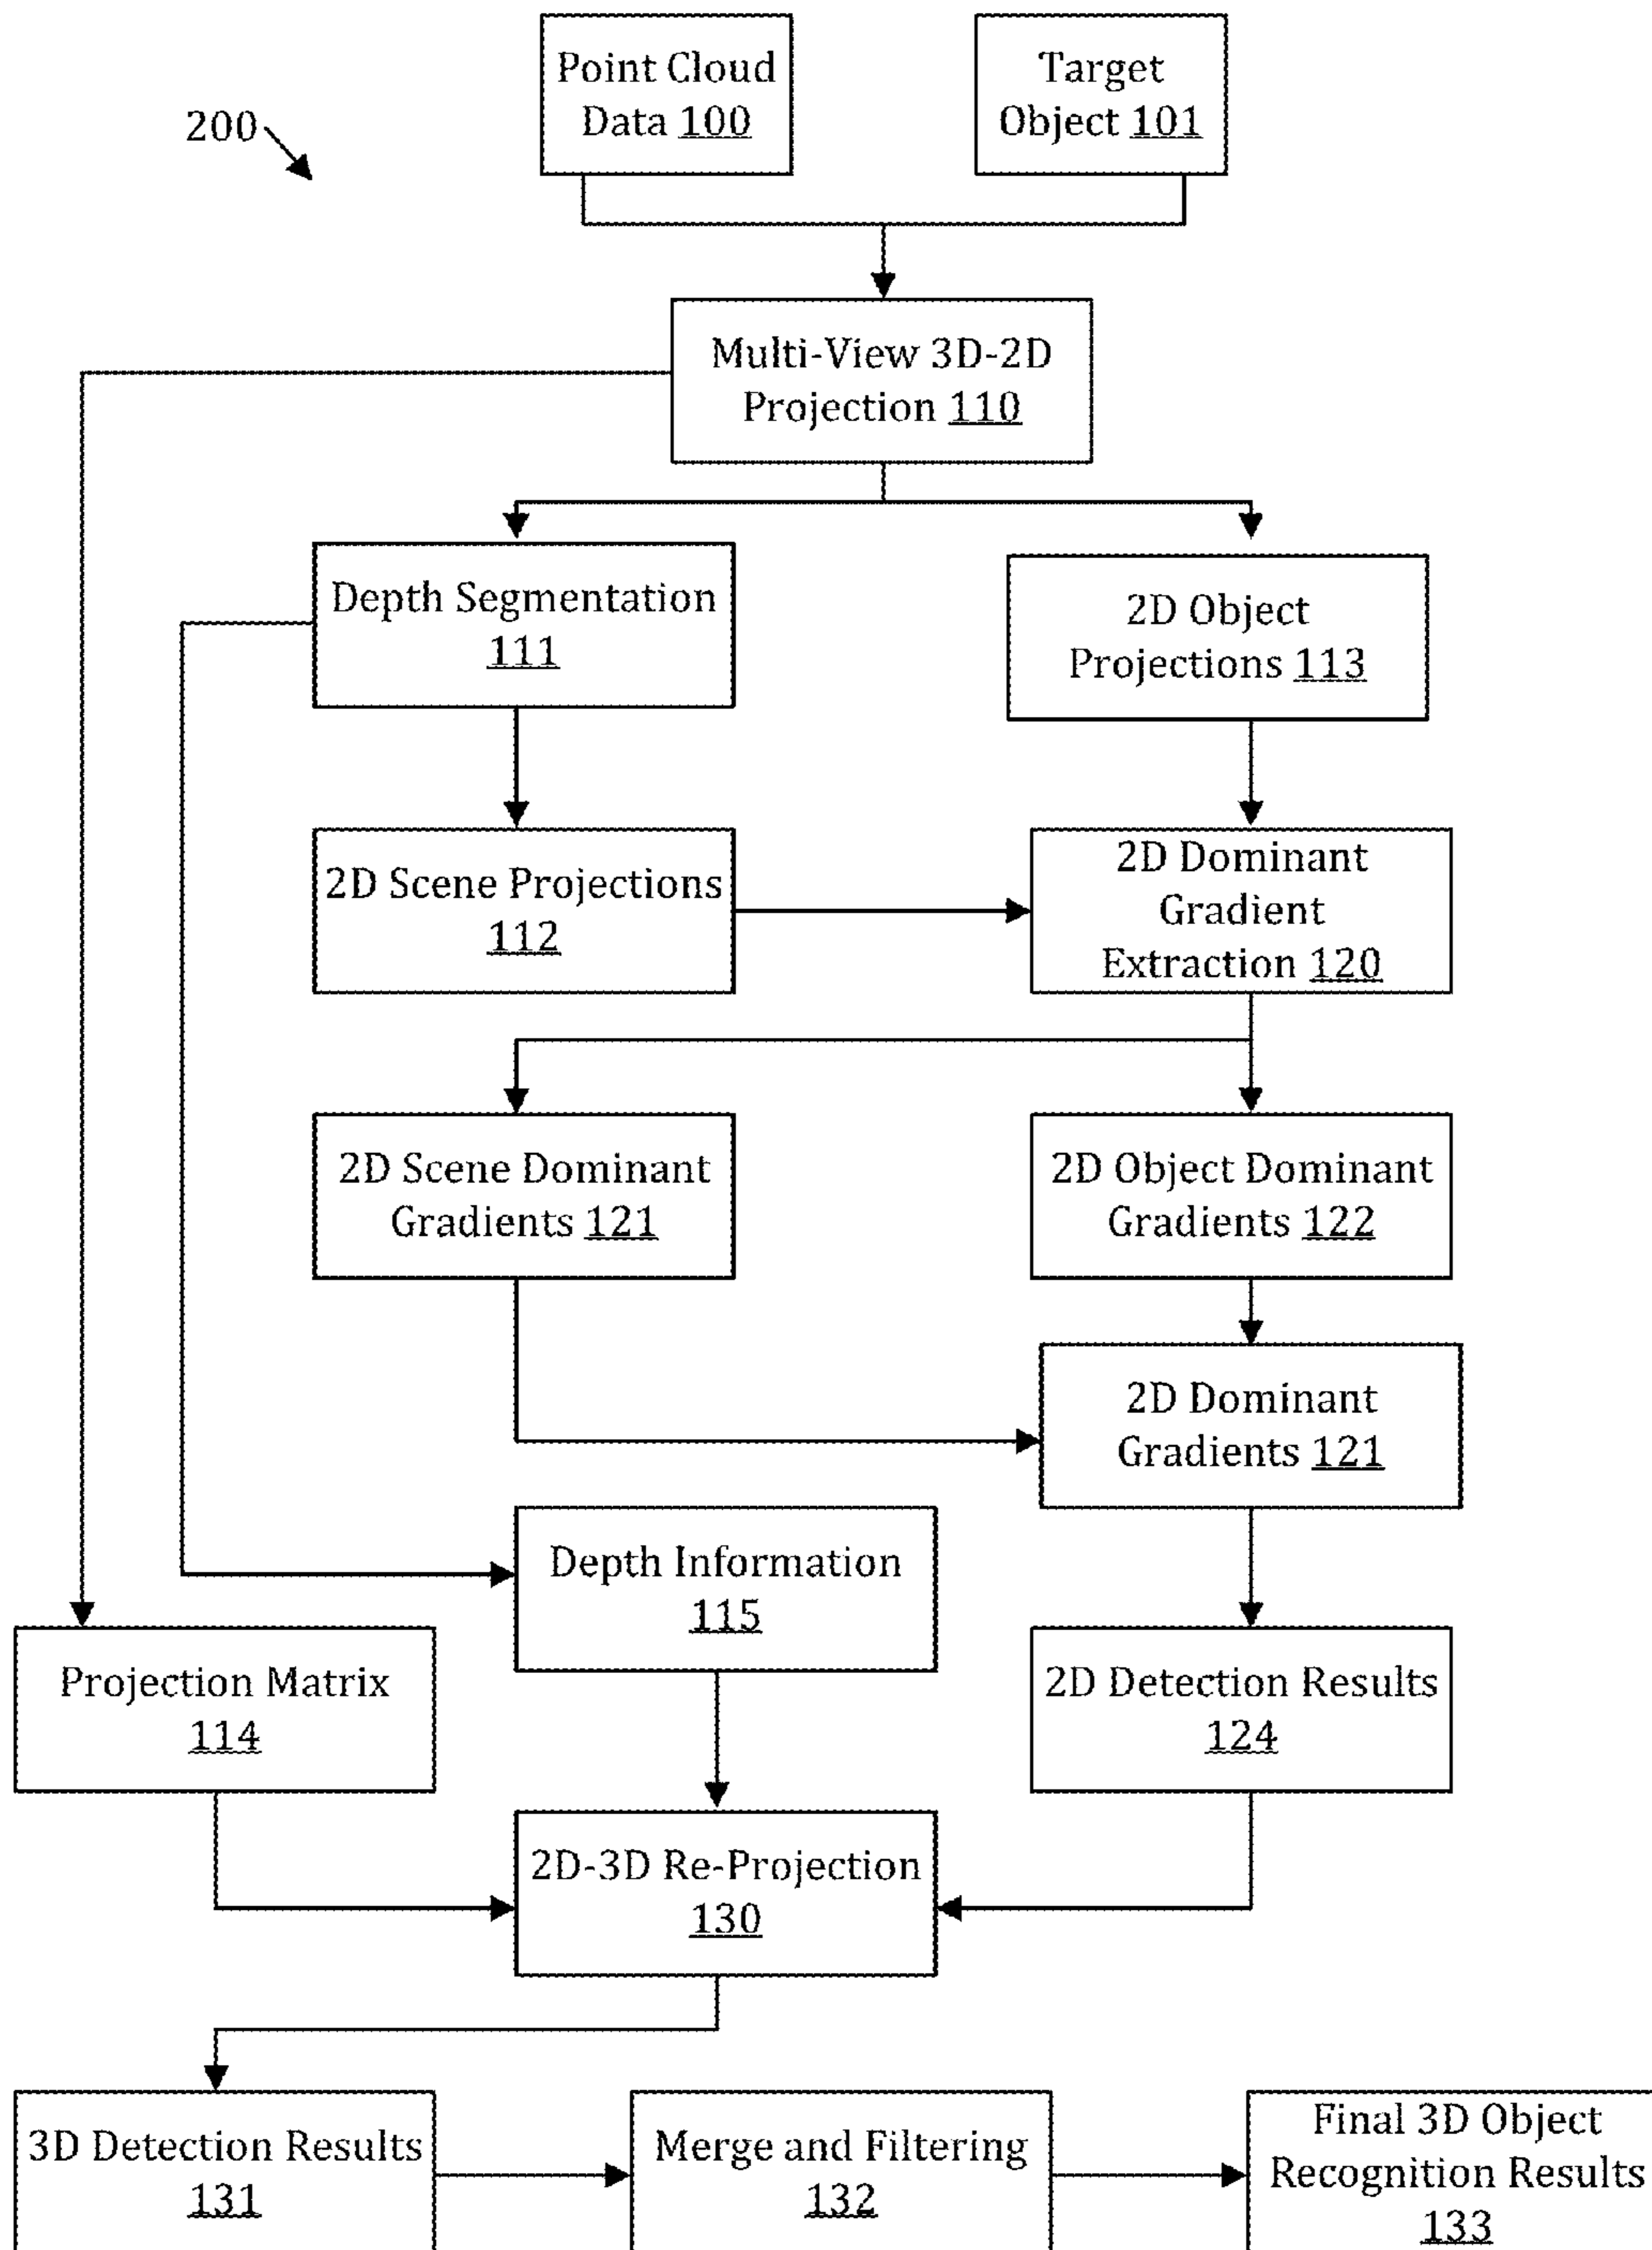 Point Cloud
Data 100
Target
Object 101
200
Multi-View 3D-2D
Projection 110
Depth Segmentation
111
2D Object
Projections 113
2D Scene Projections
112
2D Dominant
Gradient
Extraction 120
2D Scene Dominant
Gradients 121
2D Object Dominant
Gradients 122
2D Dominant
Gradients 121
Depth Information
115
Projection Matrix
114
2D Detection Results
124
2D-3D Re-Projection
130
3D Detection Results
131
Merge and Filtering
132
Final 3D Object
Recognition Results
133